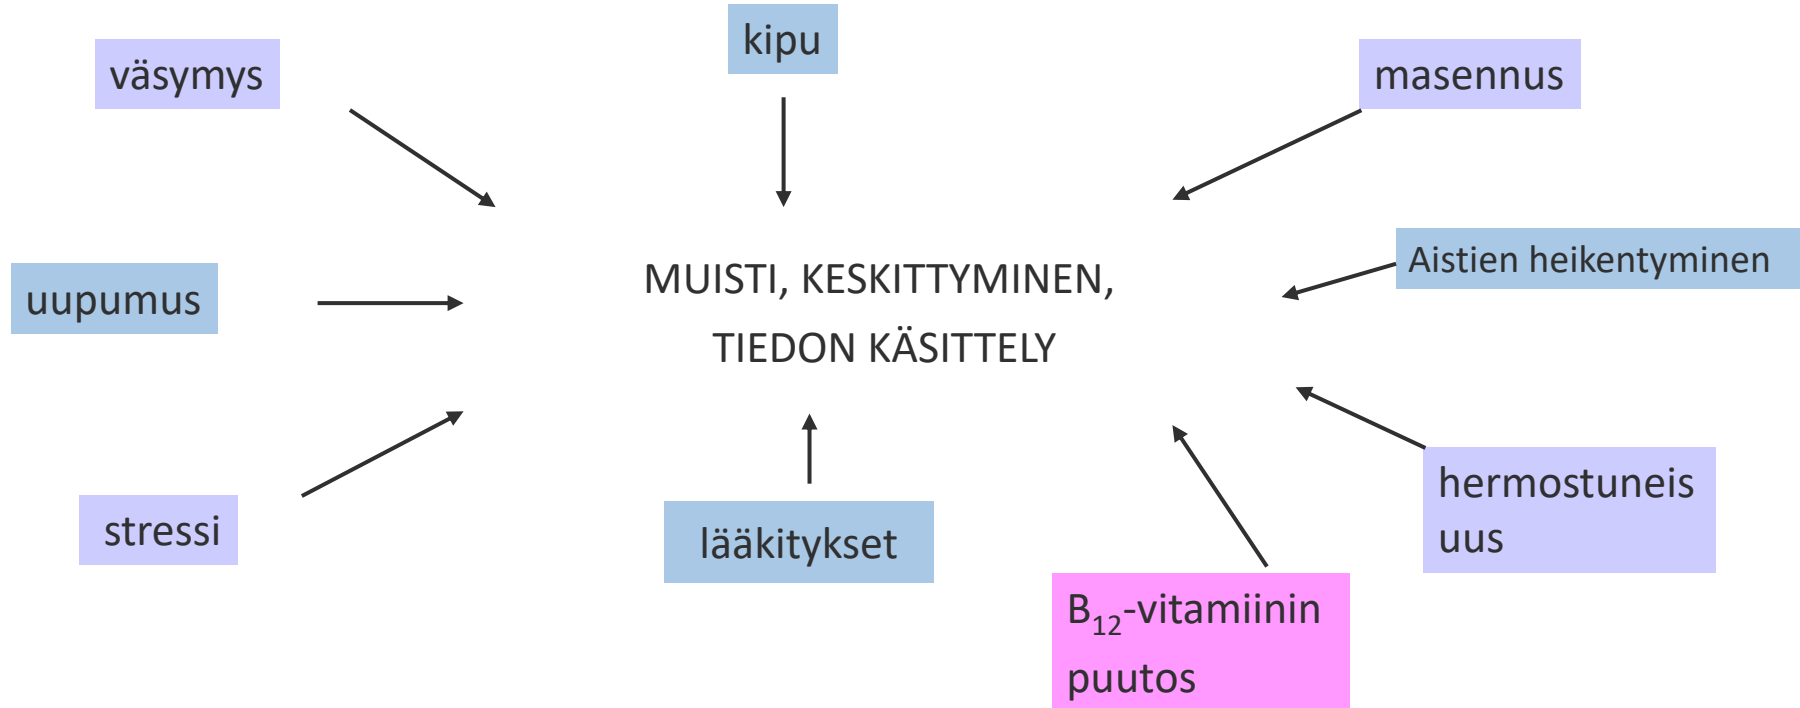 kipu
väsymys
masennus
Aistien heikentyminen
MUISTI, KESKITTYMINEN,
TIEDON KÄSITTELY
uupumus
hermostuneis
uus
stressi
lääkitykset
B₁₂-vitamiinin
puutos